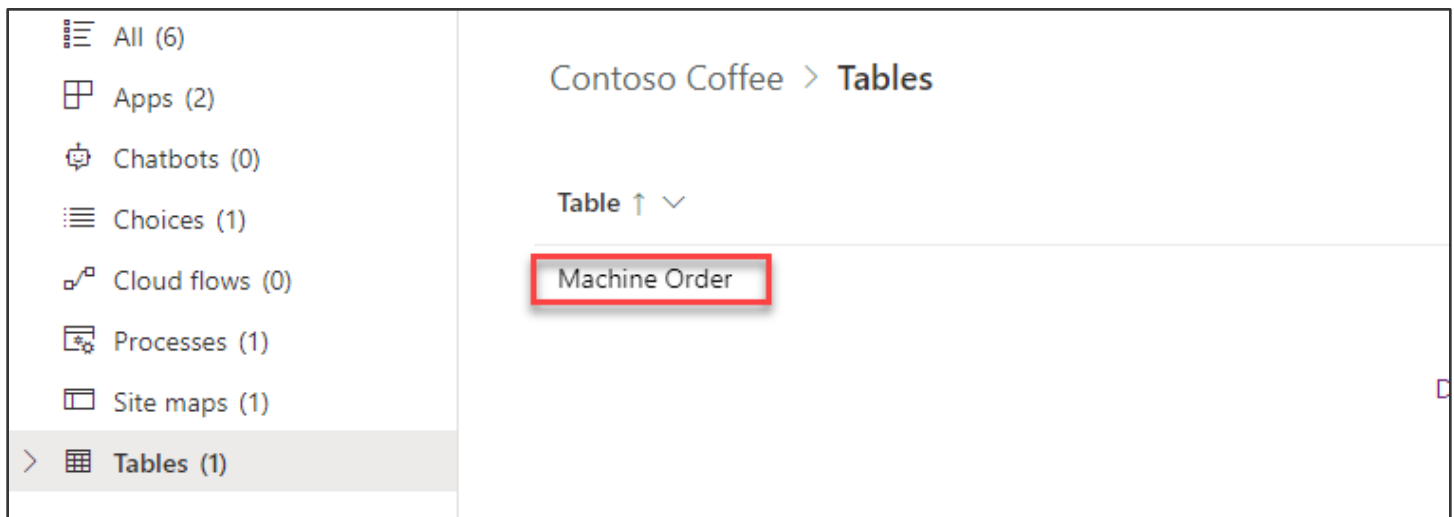 All (6)
Apps (2)
Chatbots (0)
Choices (1)
Cloud flows (0)
Processes (1)
Site maps (1)
Tables (1)
Contoso Coffee > Tables
Table ↑
Machine Order